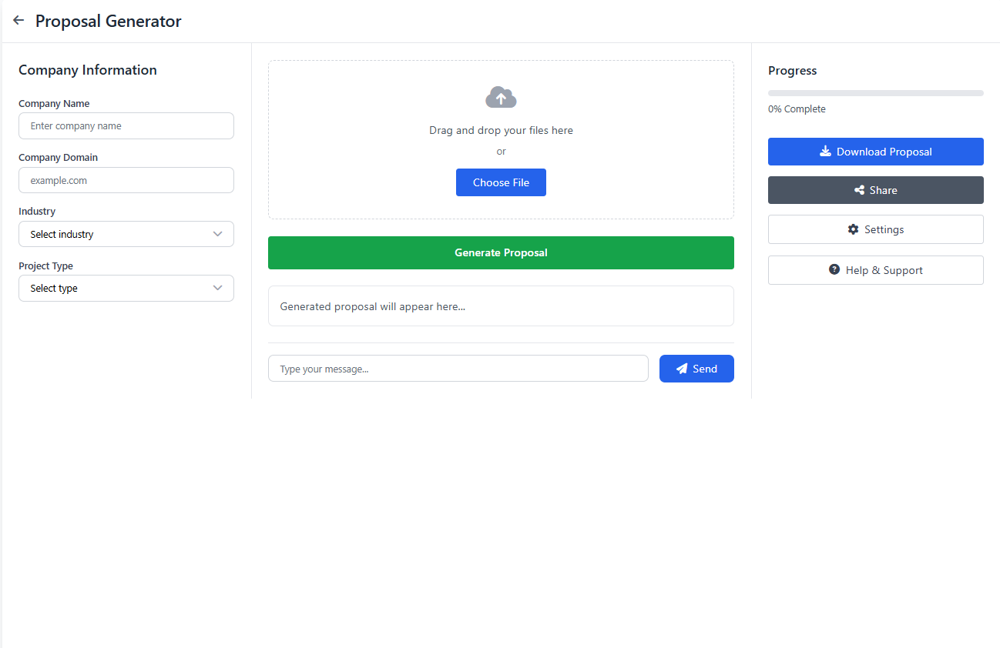 Proposal Generator
Company Information
Company Name
Enter company name
Company Domain
example.com
Industry
Select industry
Project Type
Select type
Drag and drop your files here
or
Choose File
Generate Proposal
Generated proposal will appear here...
Type your message...
Send
Progress
0% Complete
Download Proposal
Share
Settings
Help & Support